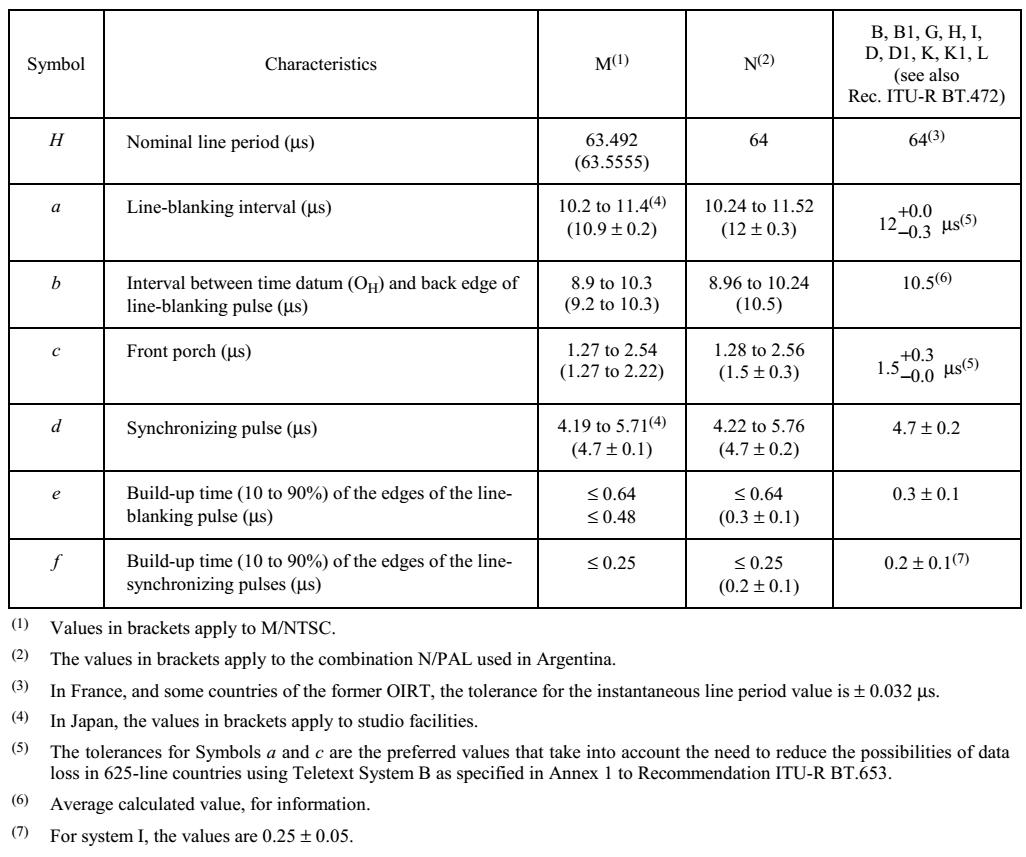 Symbol Characteristics M(1) N(2) B, B1, G, H, I,
D, D1, K, K1, L
(see also
Rec. ITU-R BT.472)
H Nominal line period (µs) 63.492 64 64(3)
(63.5555)
a Line-blanking interval (µs) 10.2 to 11.4(4) 10.24 to 11.52 12 +0.0 −0.3 µs(5)
(10.9 ± 0.2) (12 ± 0.3)
b Interval between time datum (OH) and back edge of 8.9 to 10.3 8.96 to 10.24 10.5(6)
line-blanking pulse (µs) (9.2 to 10.3) (10.5)
c Front porch (µs) 1.27 to 2.54 1.28 to 2.56 1.5 +0.3 −0.0 µs(5)
(1.27 to 2.22) (1.5 ± 0.3)
d Synchronizing pulse (µs) 4.19 to 5.71(4) 4.22 to 5.76 4.7 ± 0.2
(4.7 ± 0.1) (4.7 ± 0.2)
e Build-up time (10 to 90%) of the edges of the line- ≤ 0.64 ≤ 0.64 0.3 ± 0.1
blanking pulse (µs) ≤ 0.48 (0.3 ± 0.1)
f Build-up time (10 to 90%) of the edges of the line- ≤ 0.25 ≤ 0.25 0.2 ± 0.1(7)
synchronizing pulses (µs) (0.2 ± 0.1)
(1) Values in brackets apply to M/NTSC.
(2) The values in brackets apply to the combination N/PAL used in Argentina.
(3) In France, and some countries of the former OIRT, the tolerance for the instantaneous line period value is ± 0.032 µs.
(4) In Japan, the values in brackets apply to studio facilities.
(5) The tolerances for Symbols a and c are the preferred values that take into account the need to reduce the possibilities of data
loss in 625-line countries using Teletext System B as specified in Annex 1 to Recommendation ITU-R BT.653.
(6) Average calculated value, for information.
(7) For system I, the values are 0.25 ± 0.05.